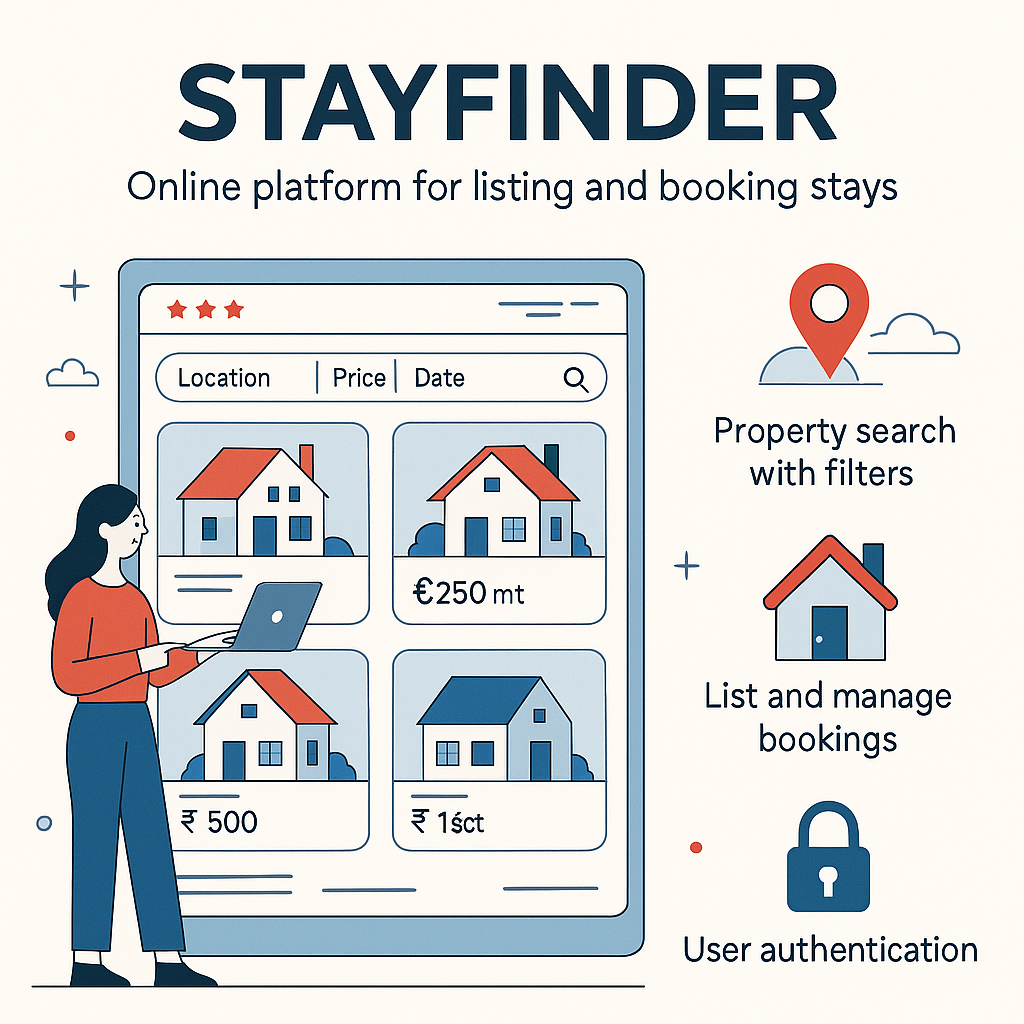 STAYFINDER
Online platform for listing and booking stays
Location | Price | Date
€250 mt
₹ 500
₹ 1śct
Property search
with filters
List and manage
bookings
User authentication